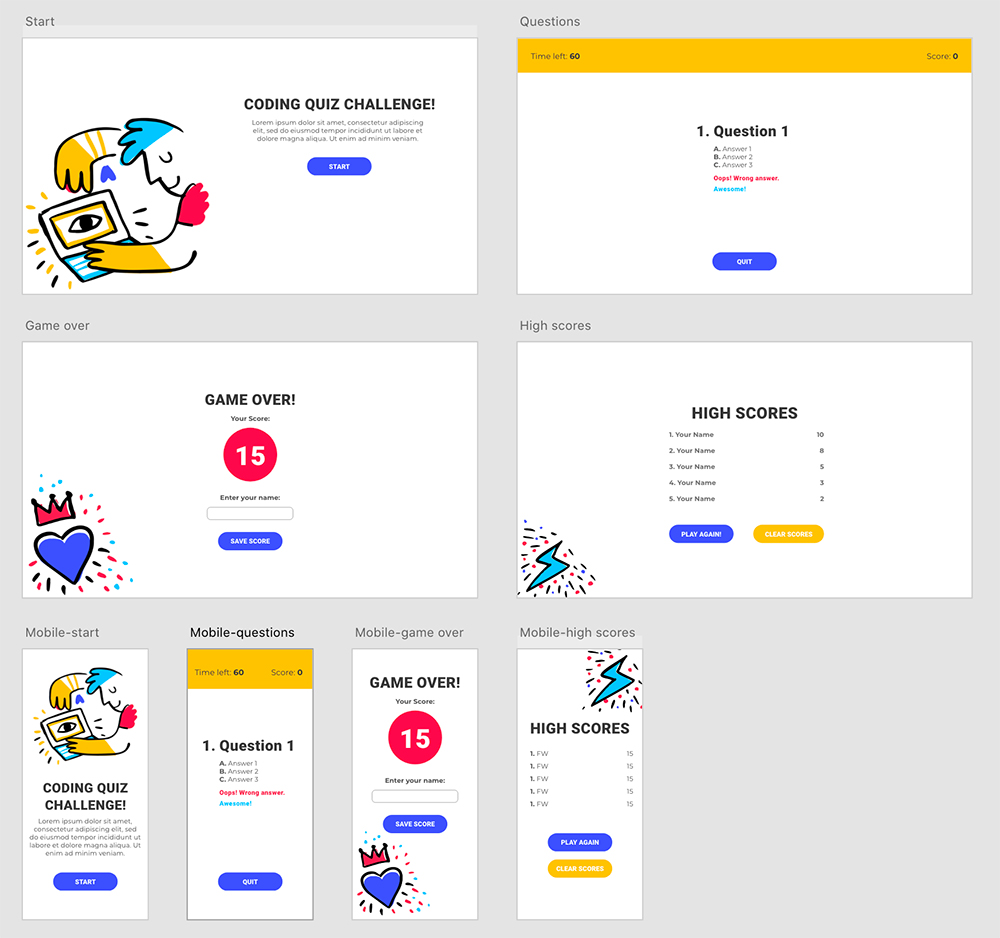 Start
CODING QUIZ CHALLENGE!
Lorem ipsum dolor sit amet, consectetur adipiscing
elit, sed do eiusmod tempor incididunt ut labore et
dolore magna aliqua. Ut enim ad minim veniam.
START
Questions
Time left: 60
Score: 0
1. Question 1
A. Answer 1
B. Answer 2
C. Answer 3
Oops! Wrong answer.
Awesome!
QUIT
Game over
GAME OVER!
Your Score:
15
Enter your name:
SAVE SCORE
High scores
HIGH SCORES
1. Your Name 10
2. Your Name 8
3. Your Name 5
4. Your Name 3
5. Your Name 2
PLAY AGAIN!
CLEAR SCORES
Mobile-start
CODING QUIZ
CHALLENGE!
Lorem ipsum dolor sit amet,
consectetur adipiscing elit, sed
do eiusmod tempor incididunt ut
labore et dolore magna aliqua. Ut
enim ad minim veniam.
START
Mobile-questions
Time left: 60
Score: 0
1. Question 1
A. Answer 1
B. Answer 2
C. Answer 3
Oops! Wrong answer.
Awesome!
QUIT
Mobile-game over
GAME OVER!
Your Score:
15
Enter your name:
SAVE SCORE
Mobile-high scores
HIGH SCORES
1. FW 15
1. FW 15
1. FW 15
1. FW 15
1. FW 15
PLAY AGAIN
CLEAR SCORES